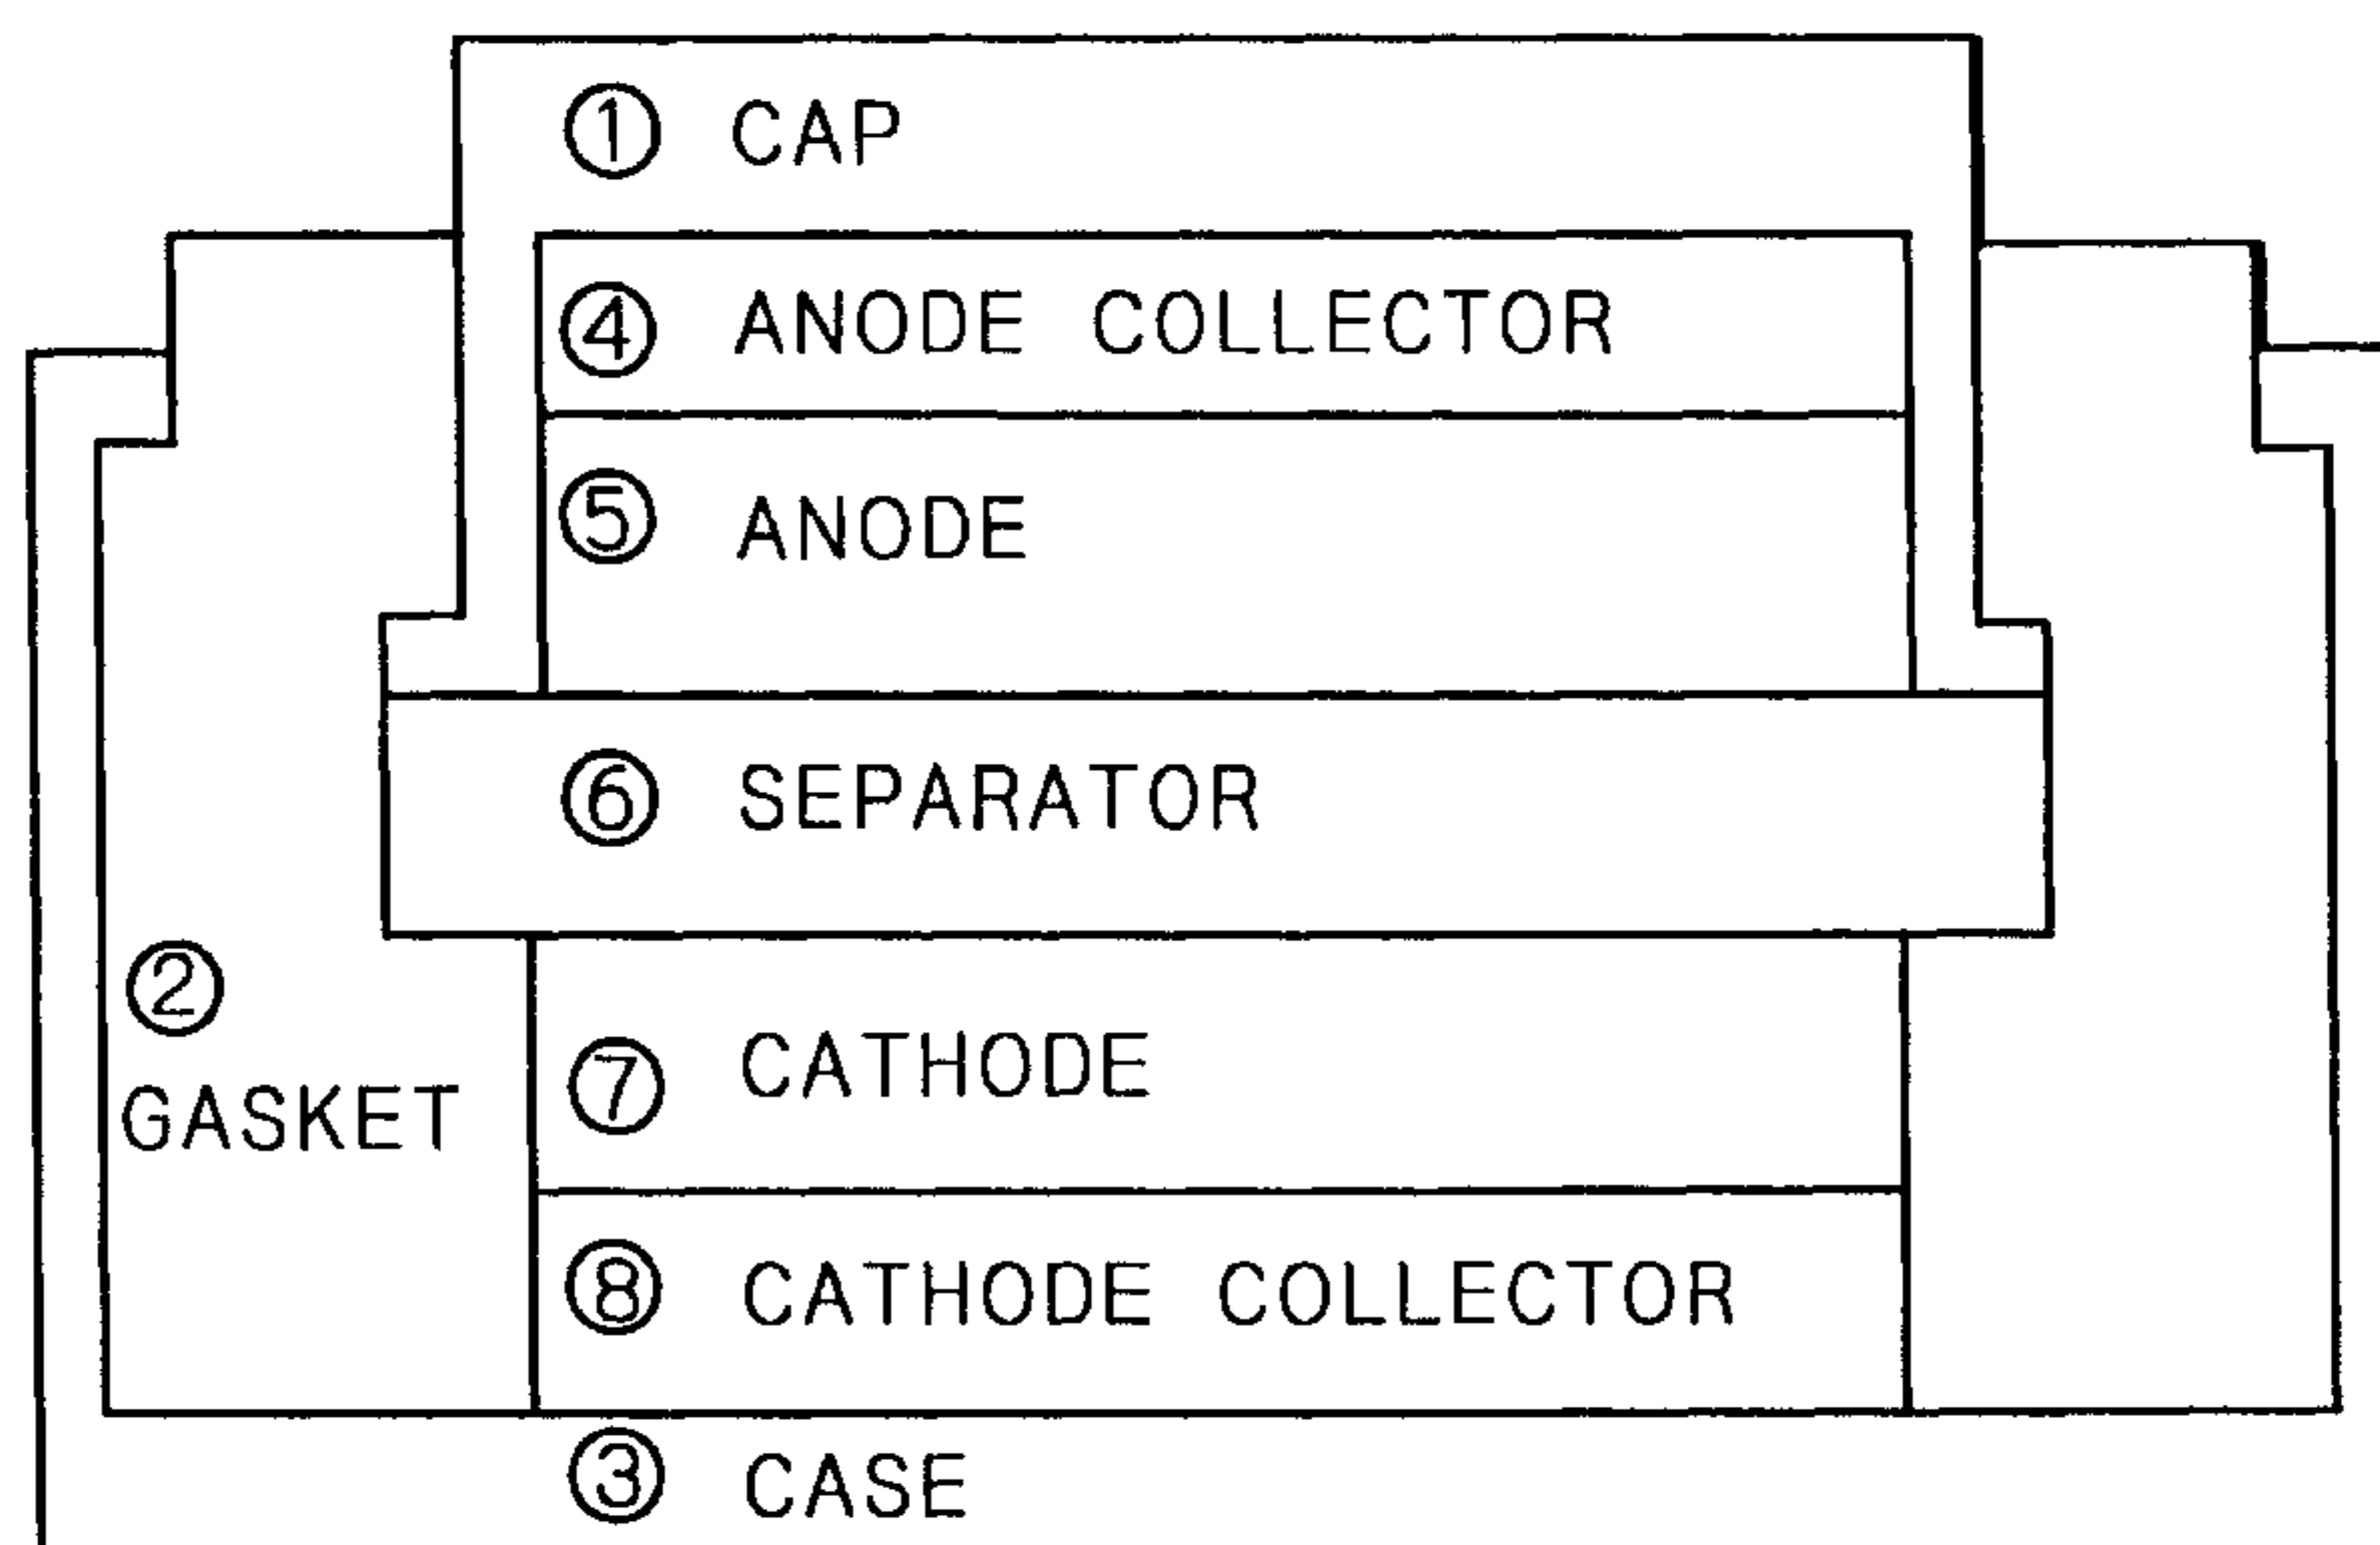 ① CAP
④ ANODE COLLECTOR
⑤ ANODE
⑥ SEPARATOR
②
GASKET
⑦ CATHODE
⑧ CATHODE COLLECTOR
③ CASE